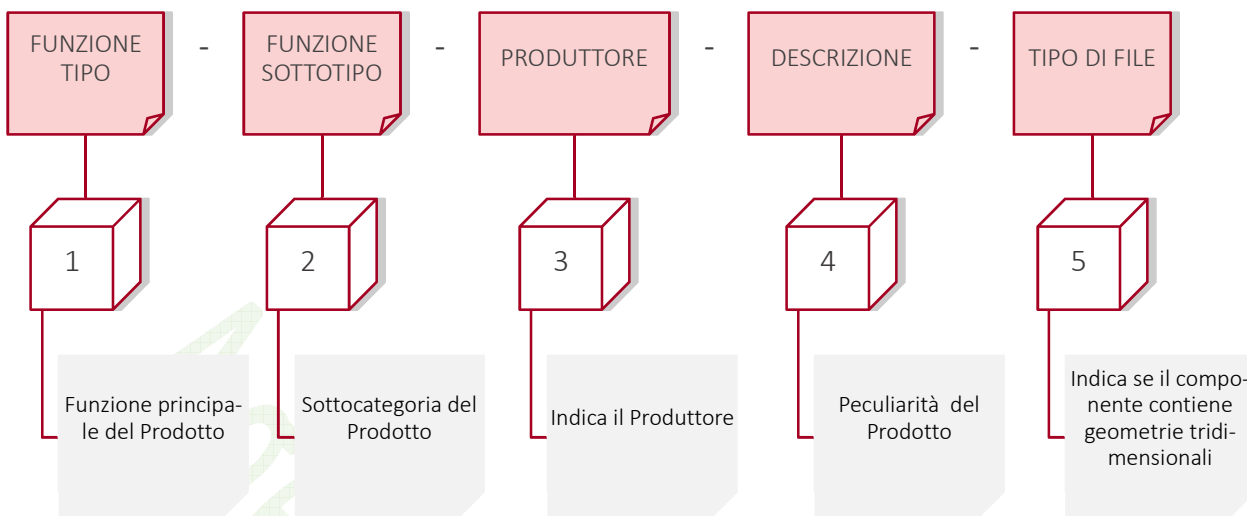 FUNZIONE
TIPO
-
FUNZIONE
SOTTOTIPO
-
PRODUTTORE
-
DESCRIZIONE
-
TIPO DI FILE
1
2
3
4
5
Funzione principa-
le del Prodotto
Sottocategoria del
Prodotto
Indica il Produttore
Peculiarità del
Prodotto
Indica se il compo-
nente contiene
geometrie tridi-
mensionali